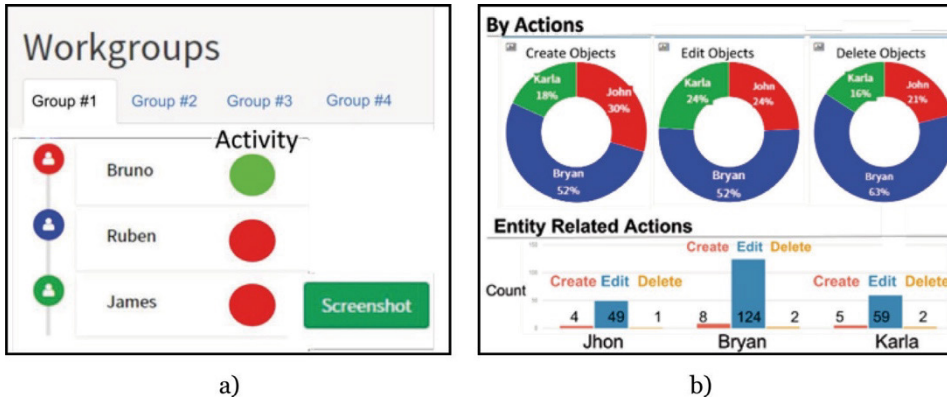 Workgroups
Group #1 Group #2 Group #3 Group #4
Activity
Bruno
Ruben
James Screenshot
a)
By Actions
Create Objects Edit Objects Delete Objects
Karla 18% John 30% Bryan 52%
Karla 24% John 24% Bryan 52%
Karla 16% John 21% Bryan 63%
Entity Related Actions
Create Edit Delete
Create Edit Delete Create Edit Delete
Count
4 49 1 8 124 2 5 59 2
Jhon Bryan Karla
b)